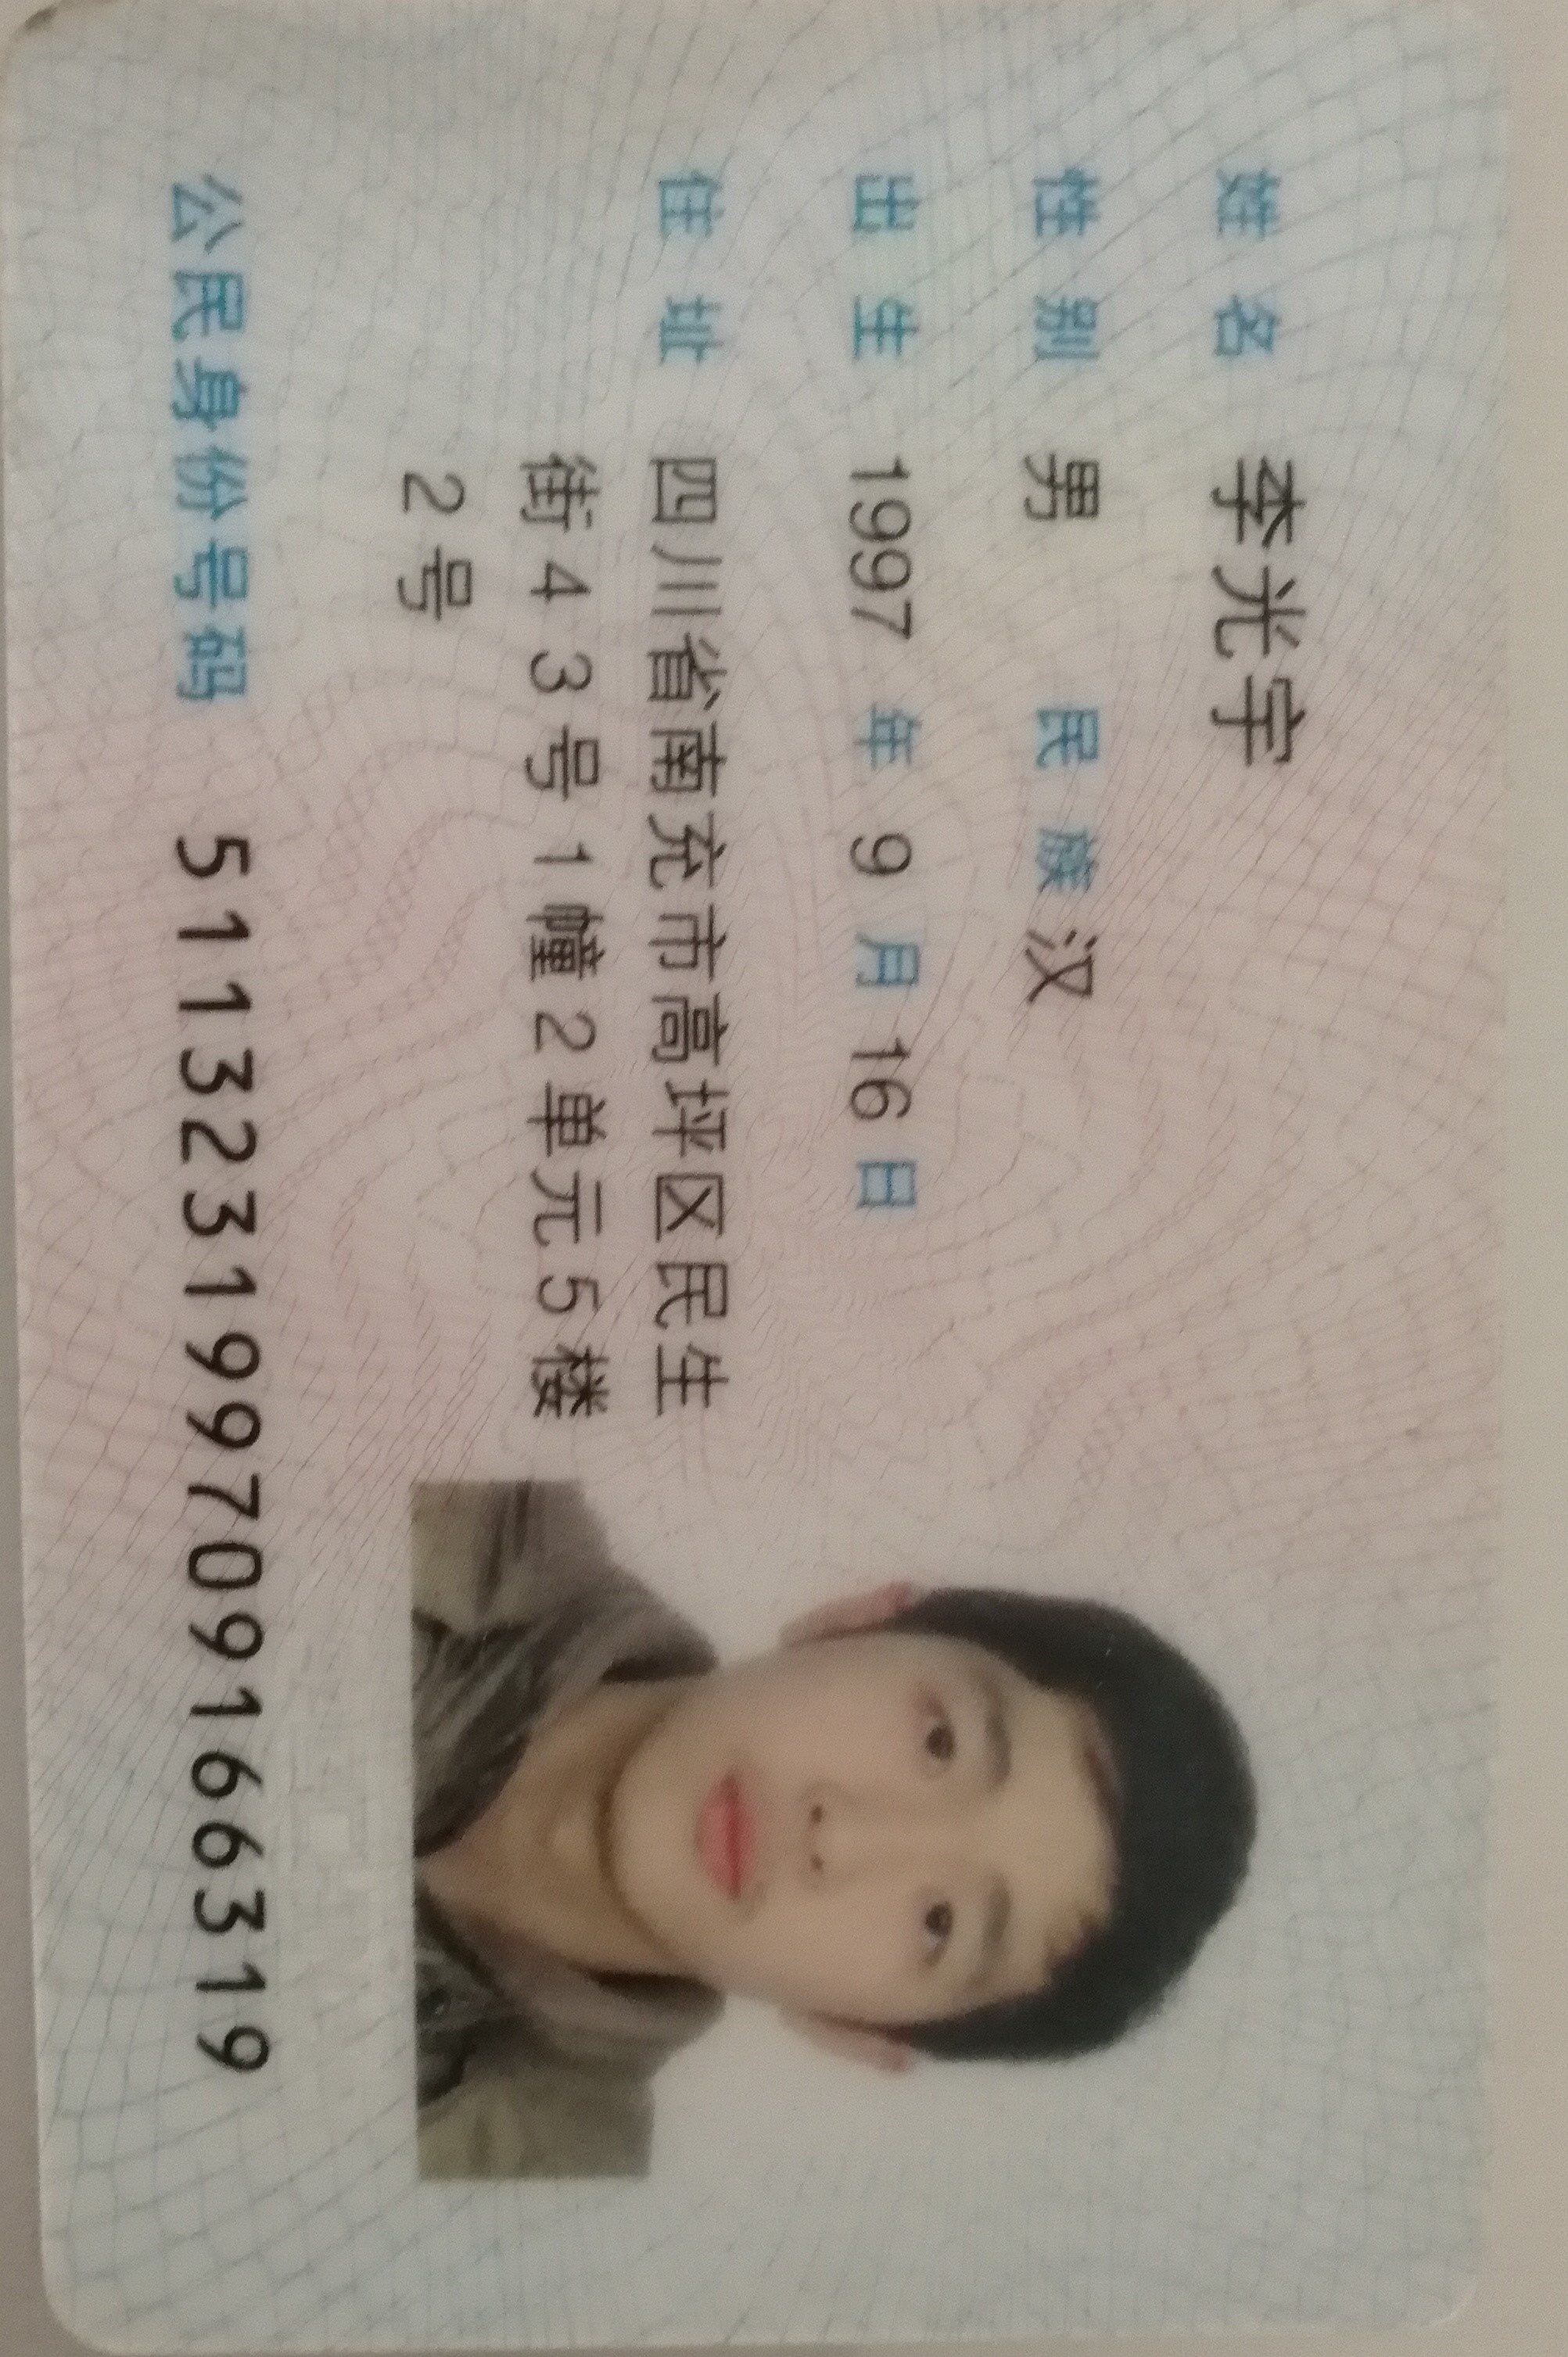 姓名 李光宇
性别 男 民族 汉
出生 1997 年 9 月 16 日
住址 四川省南充市高坪区民生
街43号1幢2单元5楼
2号
公民身份号码 511323199709166319